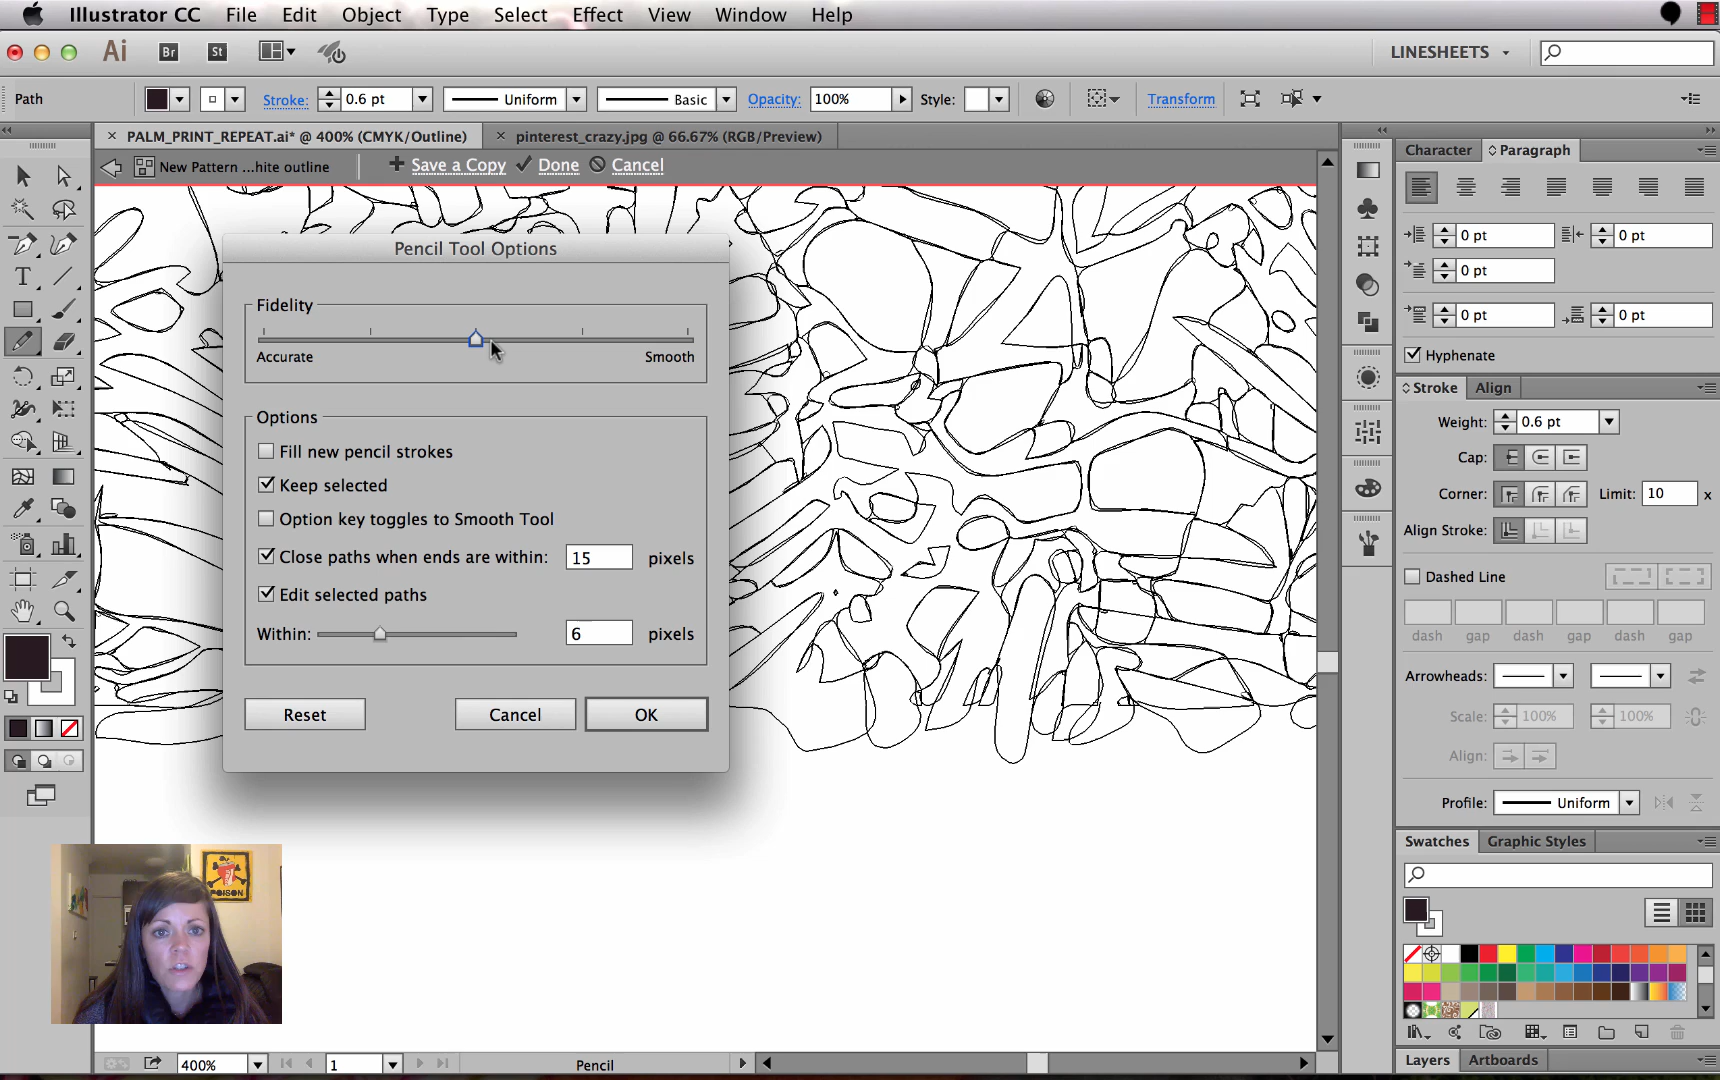 Illustrator CC File Edit Object Type Select Effect View Window Help
Ai Br St LINESHEETS
Path Stroke: 0.6 pt Uniform Basic Opacity: 100% Style: Transform
× PALM_PRINT_REPEAT.ai* @ 400% (CMYK/Outline) × pinterest_crazy.jpg @ 66.67% (RGB/Preview)
New Pattern ...hite outline + Save a Copy Done Cancel
Pencil Tool Options
Fidelity
Accurate Smooth
Options
Fill new pencil strokes
Keep selected
Option key toggles to Smooth Tool
Close paths when ends are within: 15 pixels
Edit selected paths
Within: 6 pixels
Reset Cancel OK
Character Paragraph
0 pt 0 pt
0 pt
0 pt 0 pt
Hyphenate
Stroke Align
Weight: 0.6 pt
Cap:
Corner: Limit: 10 x
Align Stroke:
Dashed Line
dash gap dash gap dash gap
Arrowheads:
Scale: 100% 100%
Align:
Profile: Uniform
Swatches Graphic Styles
Layers Artboards
POISON
400% 1 Pencil